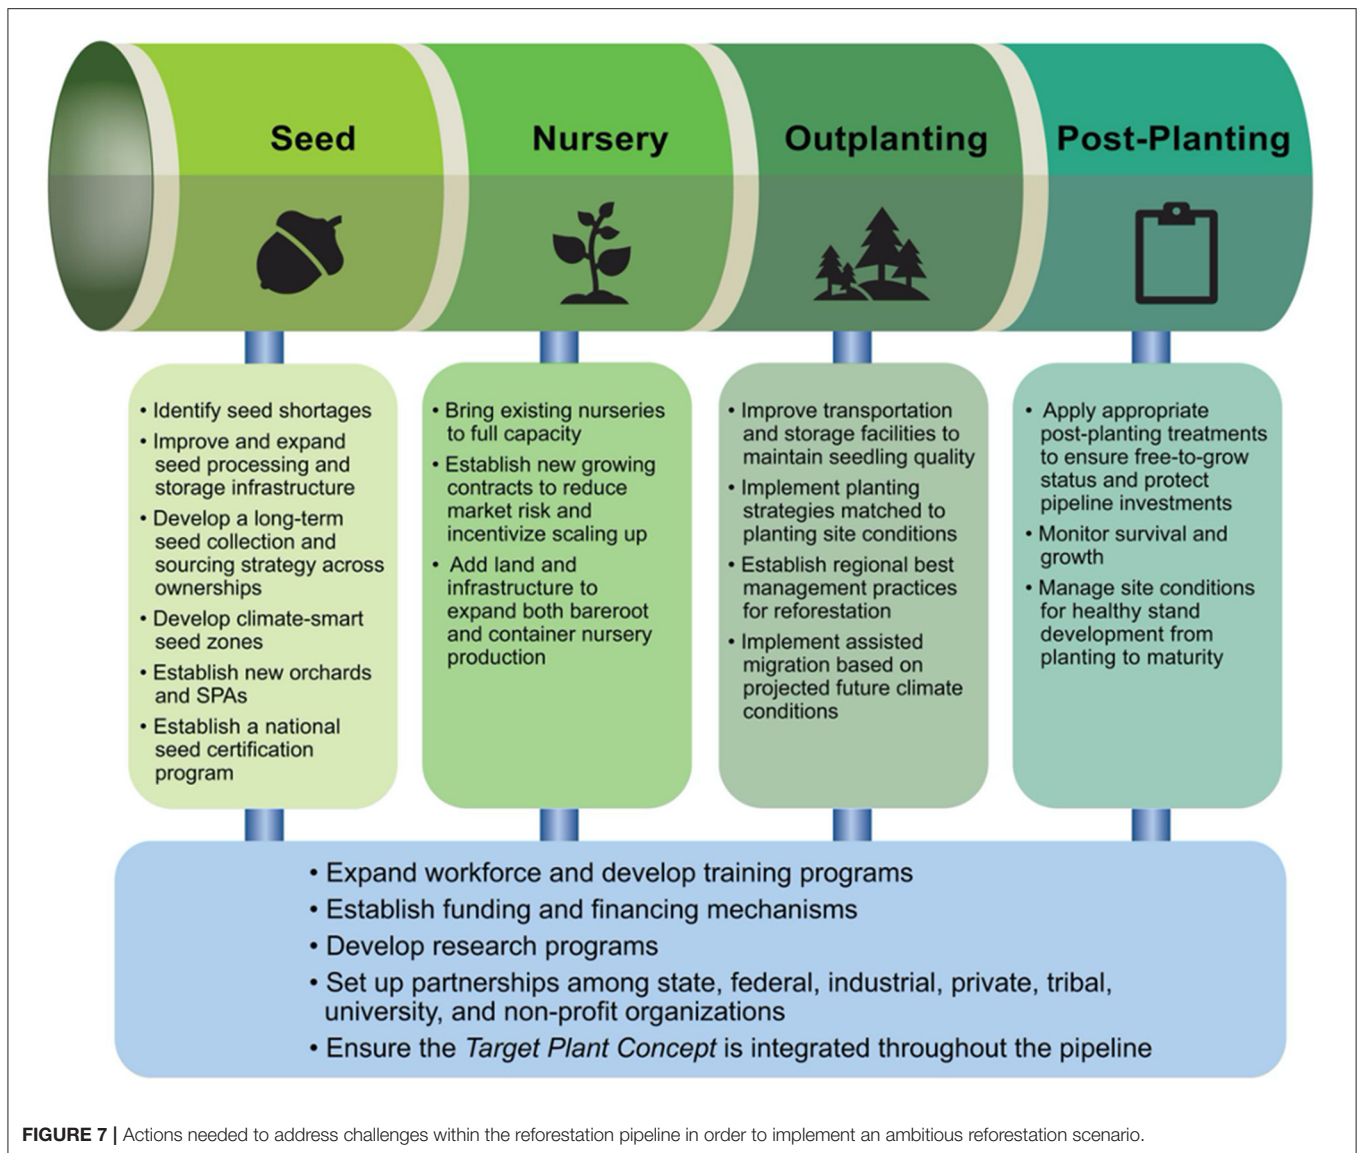 Seed
Nursery
Outplanting
Post-Planting
• Identify seed shortages
• Improve and expand
seed processing and
storage infrastructure
• Develop a long-term
seed collection and
sourcing strategy across
ownerships
• Develop climate-smart
seed zones
• Establish new orchards
and SPAs
• Establish a national
seed certification
program
• Bring existing nurseries
to full capacity
• Establish new growing
contracts to reduce
market risk and
incentivize scaling up
• Add land and
infrastructure to
expand both bareroot
and container nursery
production
• Improve transportation
and storage facilities to
maintain seedling quality
• Implement planting
strategies matched to
planting site conditions
• Establish regional best
management practices
for reforestation
• Implement assisted
migration based on
projected future climate
conditions
• Apply appropriate
post-planting treatments
to ensure free-to-grow
status and protect
pipeline investments
• Monitor survival and
growth
• Manage site conditions
for healthy stand
development from
planting to maturity
• Expand workforce and develop training programs
• Establish funding and financing mechanisms
• Develop research programs
• Set up partnerships among state, federal, industrial, private, tribal,
university, and non-profit organizations
• Ensure the Target Plant Concept is integrated throughout the pipeline
FIGURE 7 | Actions needed to address challenges within the reforestation pipeline in order to implement an ambitious reforestation scenario.